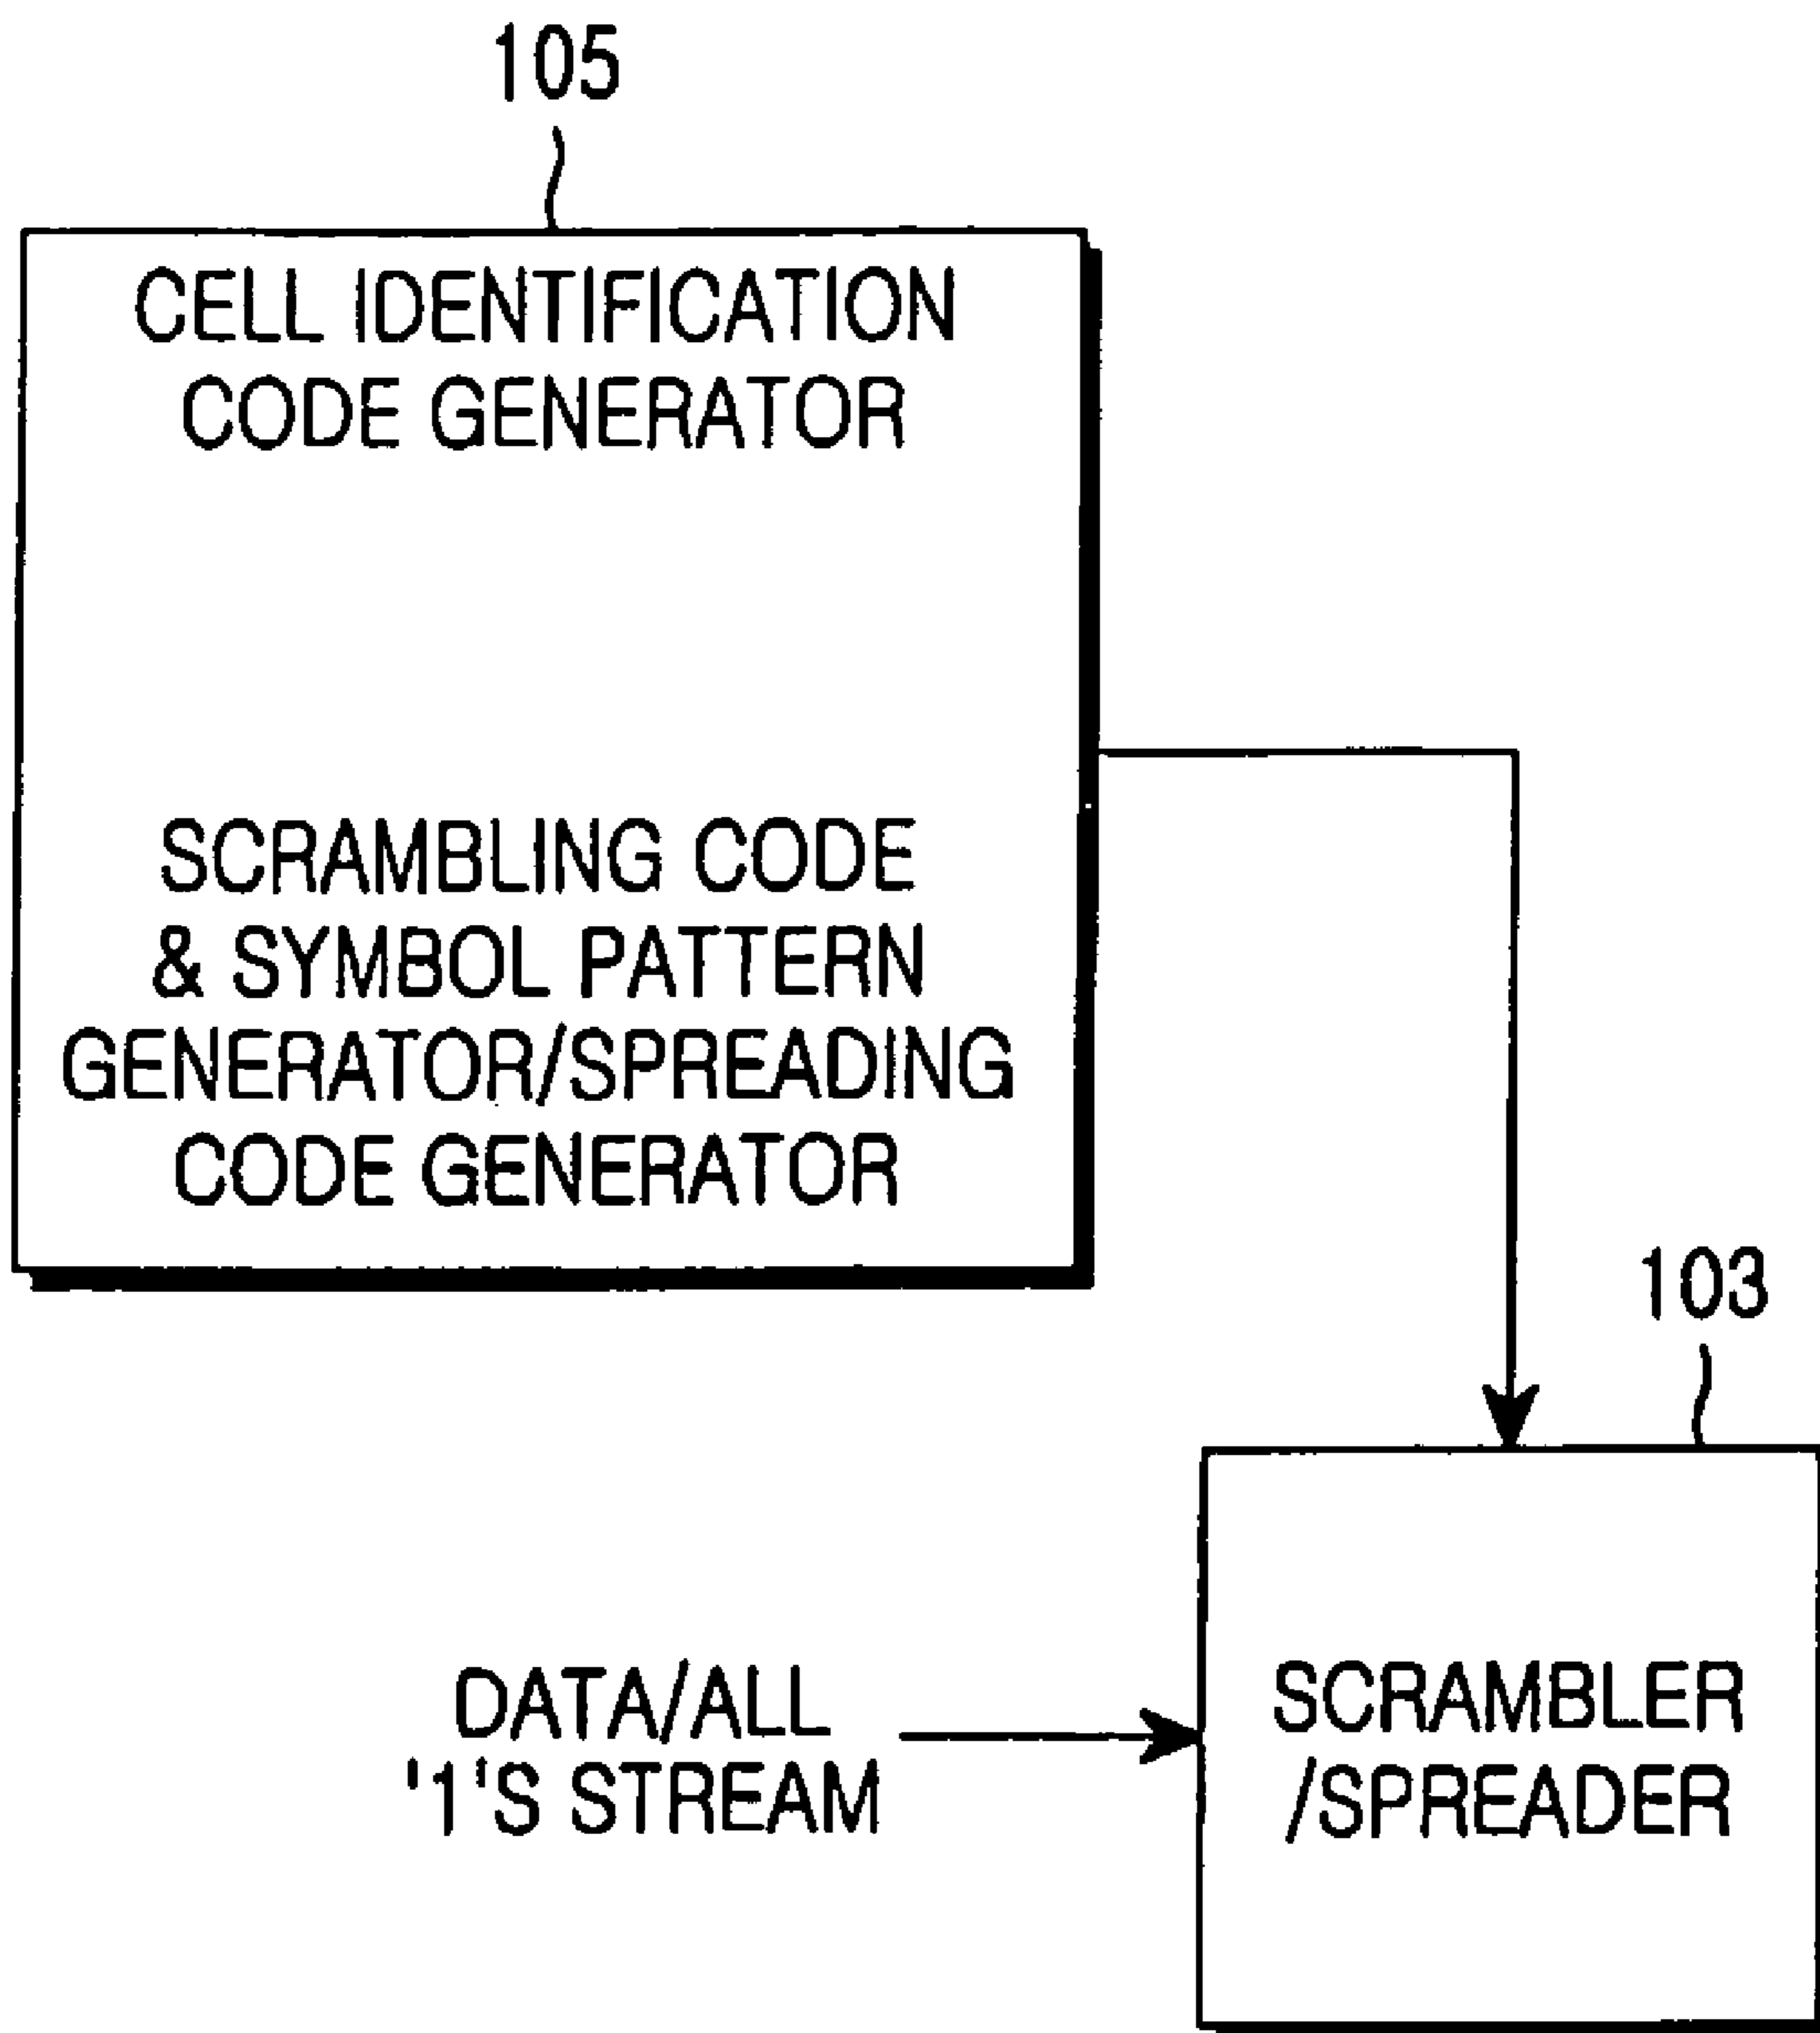 105
CELL IDENTIFICATION
CODE GENERATOR
SCRAMBLING CODE
& SYMBOL PATTERN
GENERATOR/SPREADING
CODE GENERATOR
103
DATA/ALL
'1'S STREAM
SCRAMBLER
/SPREADER